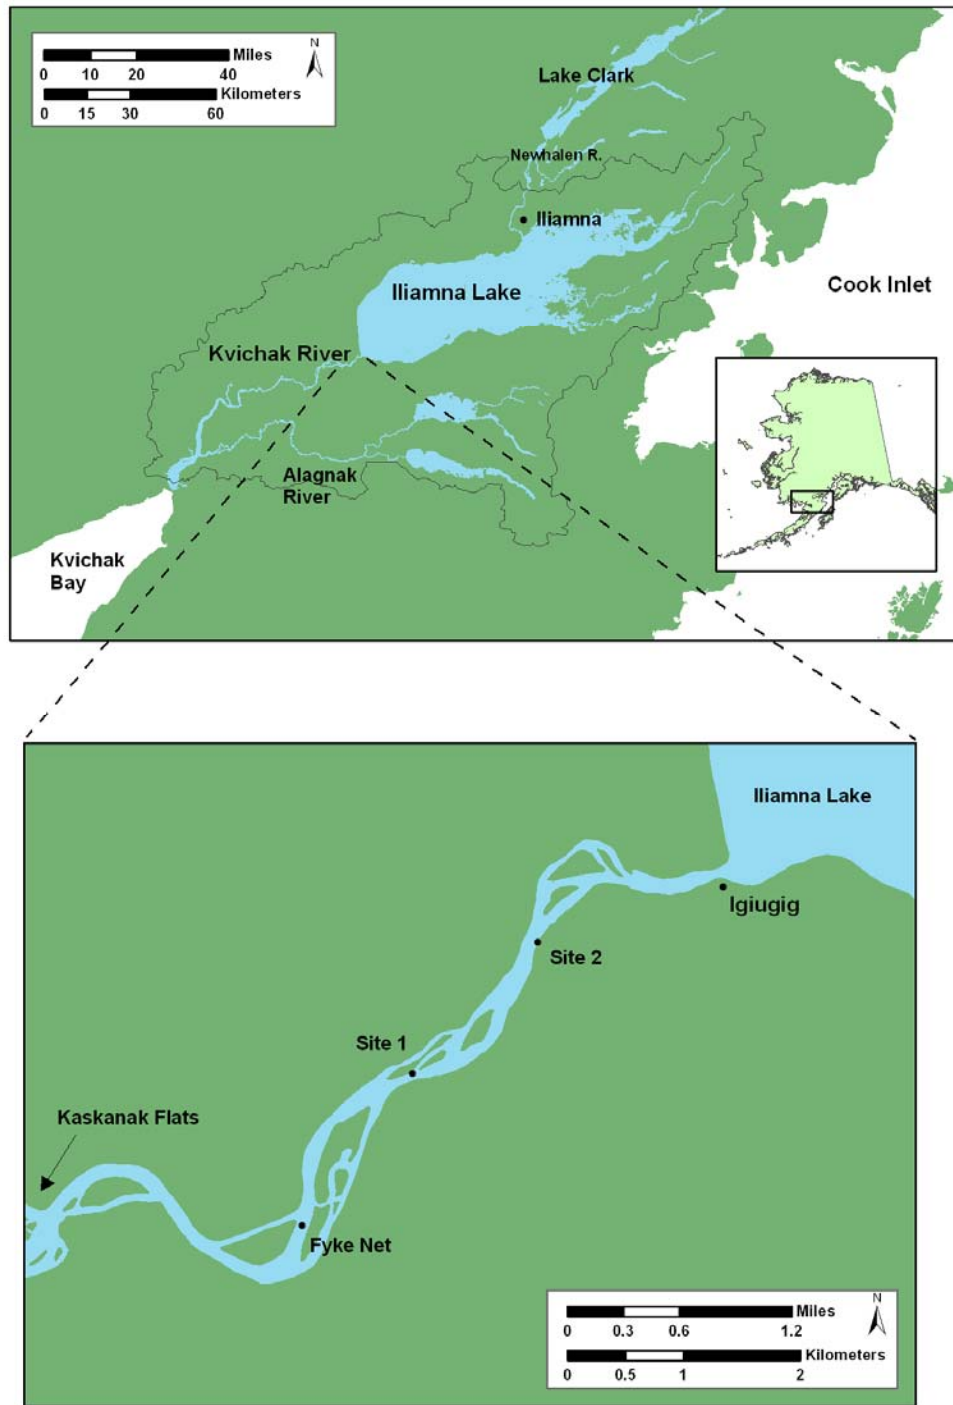 N
Miles
0 10 20 40
Kilometers
0 15 30 60
Lake Clark
Newhalen R.
Iliamna
Cook Inlet
Iliamna Lake
Kvichak River
Alagnak
River
Kvichak
Bay
Iliamna Lake
Igiugig
Site 2
Site 1
Kaskanak Flats
Fyke Net
N
Miles
0 0.3 0.6 1.2
Kilometers
0 0.5 1 2